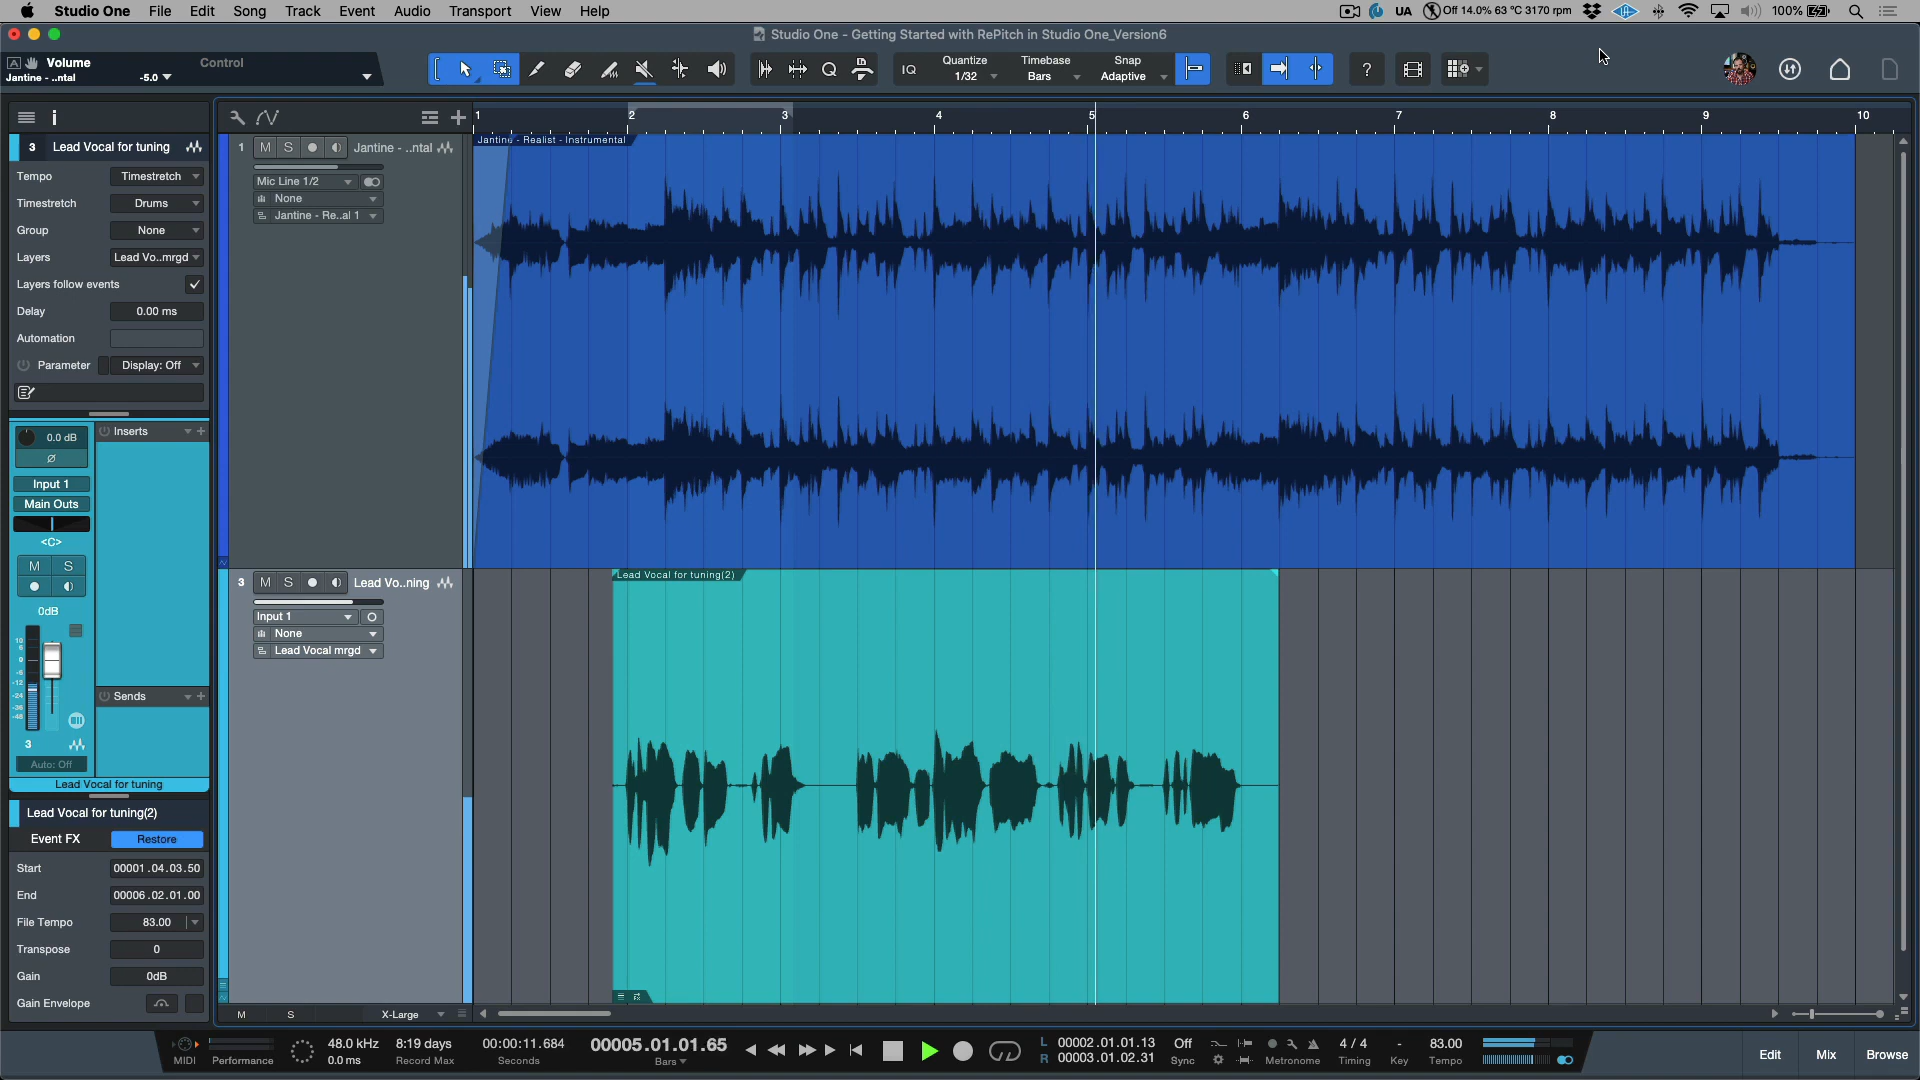 Studio One File Edit Song Track Event Audio Transport View Help
UA Off 14.0% 63 °C 3170 rpm 100%
Studio One - Getting Started with RePitch in Studio One_Version6
A Volume Control
Jantine - ..ntal -5.0
IQ Quantize 1/32 Timebase Bars Snap Adaptive ?
1 2 3 4 5 6 7 8 9 10
3 Lead Vocal for tuning
Tempo Timestretch
Timestretch Drums
Group None
Layers Lead Vo..mrgd
Layers follow events
Delay 0.00 ms
Automation
Parameter Display: Off
0.0 dB
Inserts
Input 1
Main Outs
<C>
M S
0dB
10
6
0
-6
-12
-24
-36
-48
Sends
3
Auto: Off
Lead Vocal for tuning
Lead Vocal for tuning(2)
Event FX Restore
Start 00001.04.03.50
End 00006.02.01.00
File Tempo 83.00
Transpose 0
Gain 0dB
Gain Envelope
1 M S Jantine - ..ntal
Mic Line 1/2
None
Jantine - Re..al 1
Jantine - Realist - Instrumental
3 M S Lead Vo..ning
Input 1
None
Lead Vocal mrgd
Lead Vocal for tuning(2)
M S X-Large
MIDI Performance
48.0 kHz
0.0 ms
8:19 days
Record Max
00:00:11.684
Seconds
00005.01.01.65
Bars
L 00002.01.01.13
R 00003.01.02.31
Off
Sync
Metronome
4 / 4
Timing
-
Key
83.00
Tempo
Edit Mix Browse